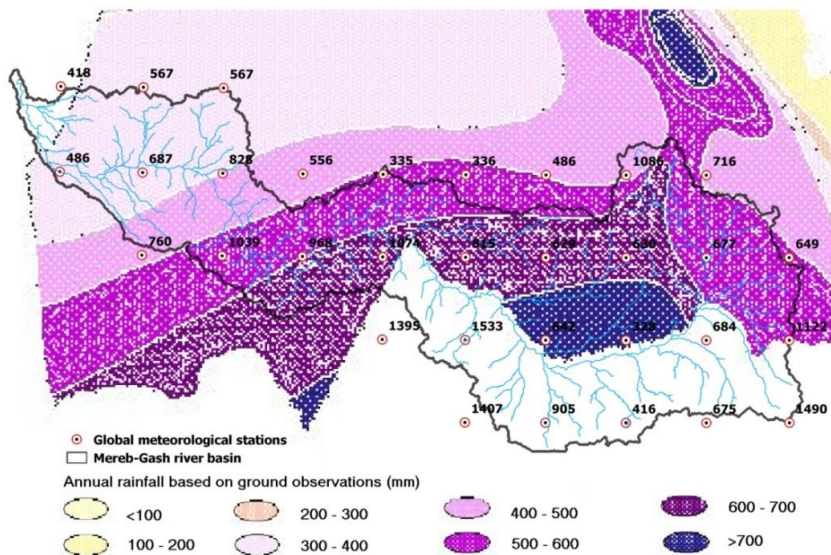 418 567 567
486 687 828 556 335 336 486 1086 716
760 1039 968 1074 815 629 680 677 649
1395 1533 642 328 684 1122
1407 905 416 675 1490
Global meteorological stations
Mereb-Gash river basin
Annual rainfall based on ground observations (mm)
<100 200 - 300 400 - 500 600 - 700
100 - 200 300 - 400 500 - 600 >700